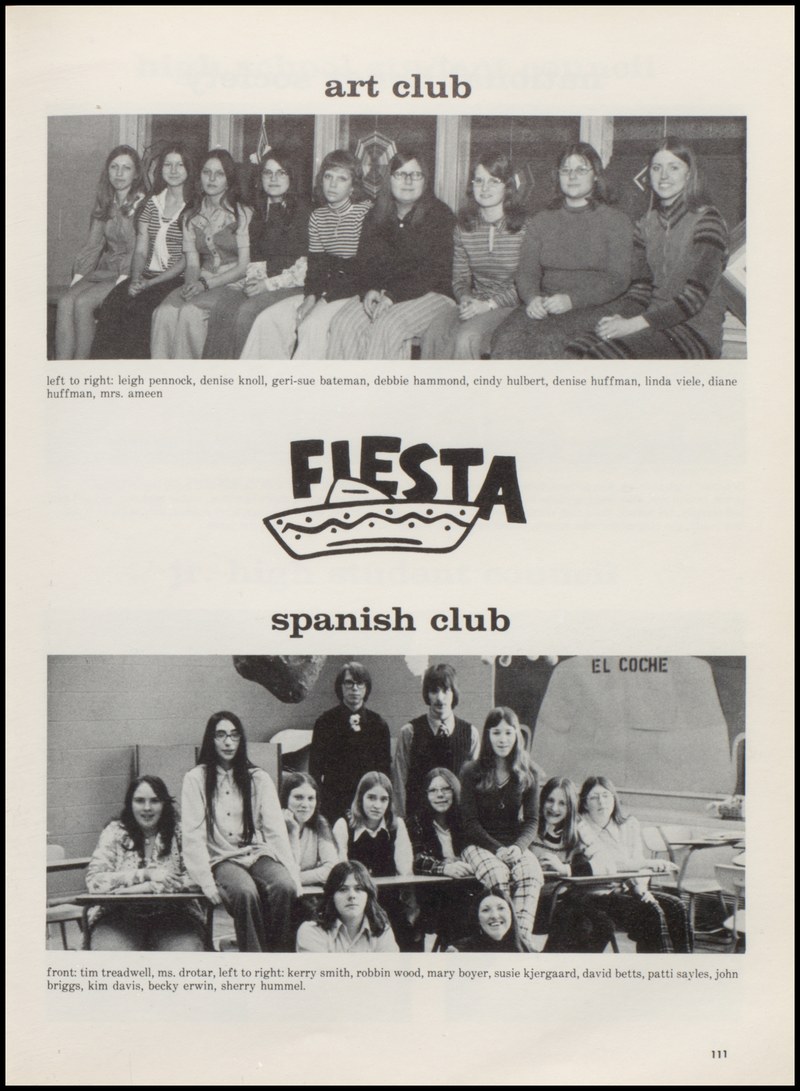 art club
left to right: leigh pennock, denise knoll, geri-sue bateman, debbie hammond, cindy hulbert, denise huffman, linda viele, diane
huffman, mrs. ameen
FIESTA
spanish club
EL COCHE
front: tim treadwell, ms. drotar, left to right: kerry smith, robbin wood, mary boyer, susie kjergaard, david betts, patti sayles, john
briggs, kim davis, becky erwin, sherry hummel.
111